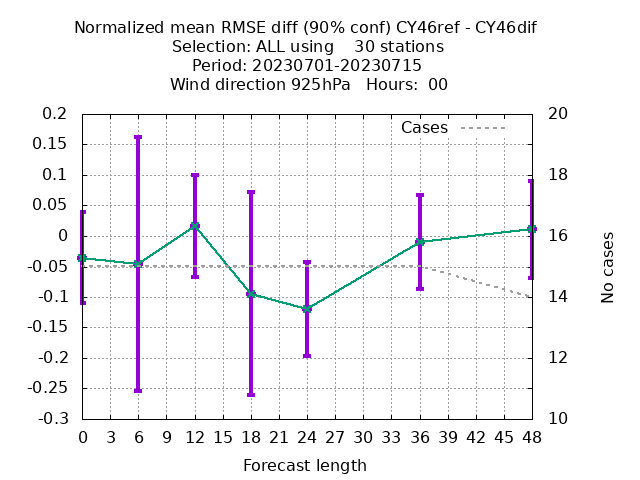 Normalized mean RMSE diff (90% conf) CY46ref - CY46dif
Selection: ALL using    30 stations
Period: 20230701-20230715
Wind direction 925hPa   Hours:  00
0.2
0.15
0.1
0.05
0
-0.05
-0.1
-0.15
-0.2
-0.25
-0.3
Cases
20
18
16
14
12
10
No cases
0 3 6 9 12 15 18 21 24 27 30 33 36 39 42 45 48
Forecast length